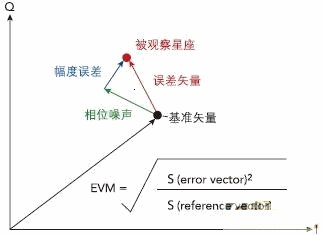 Q
被观察星座
幅度误差
误差矢量
相位噪声
基准矢量
EVM =
S (error vector)²
S (reference
I